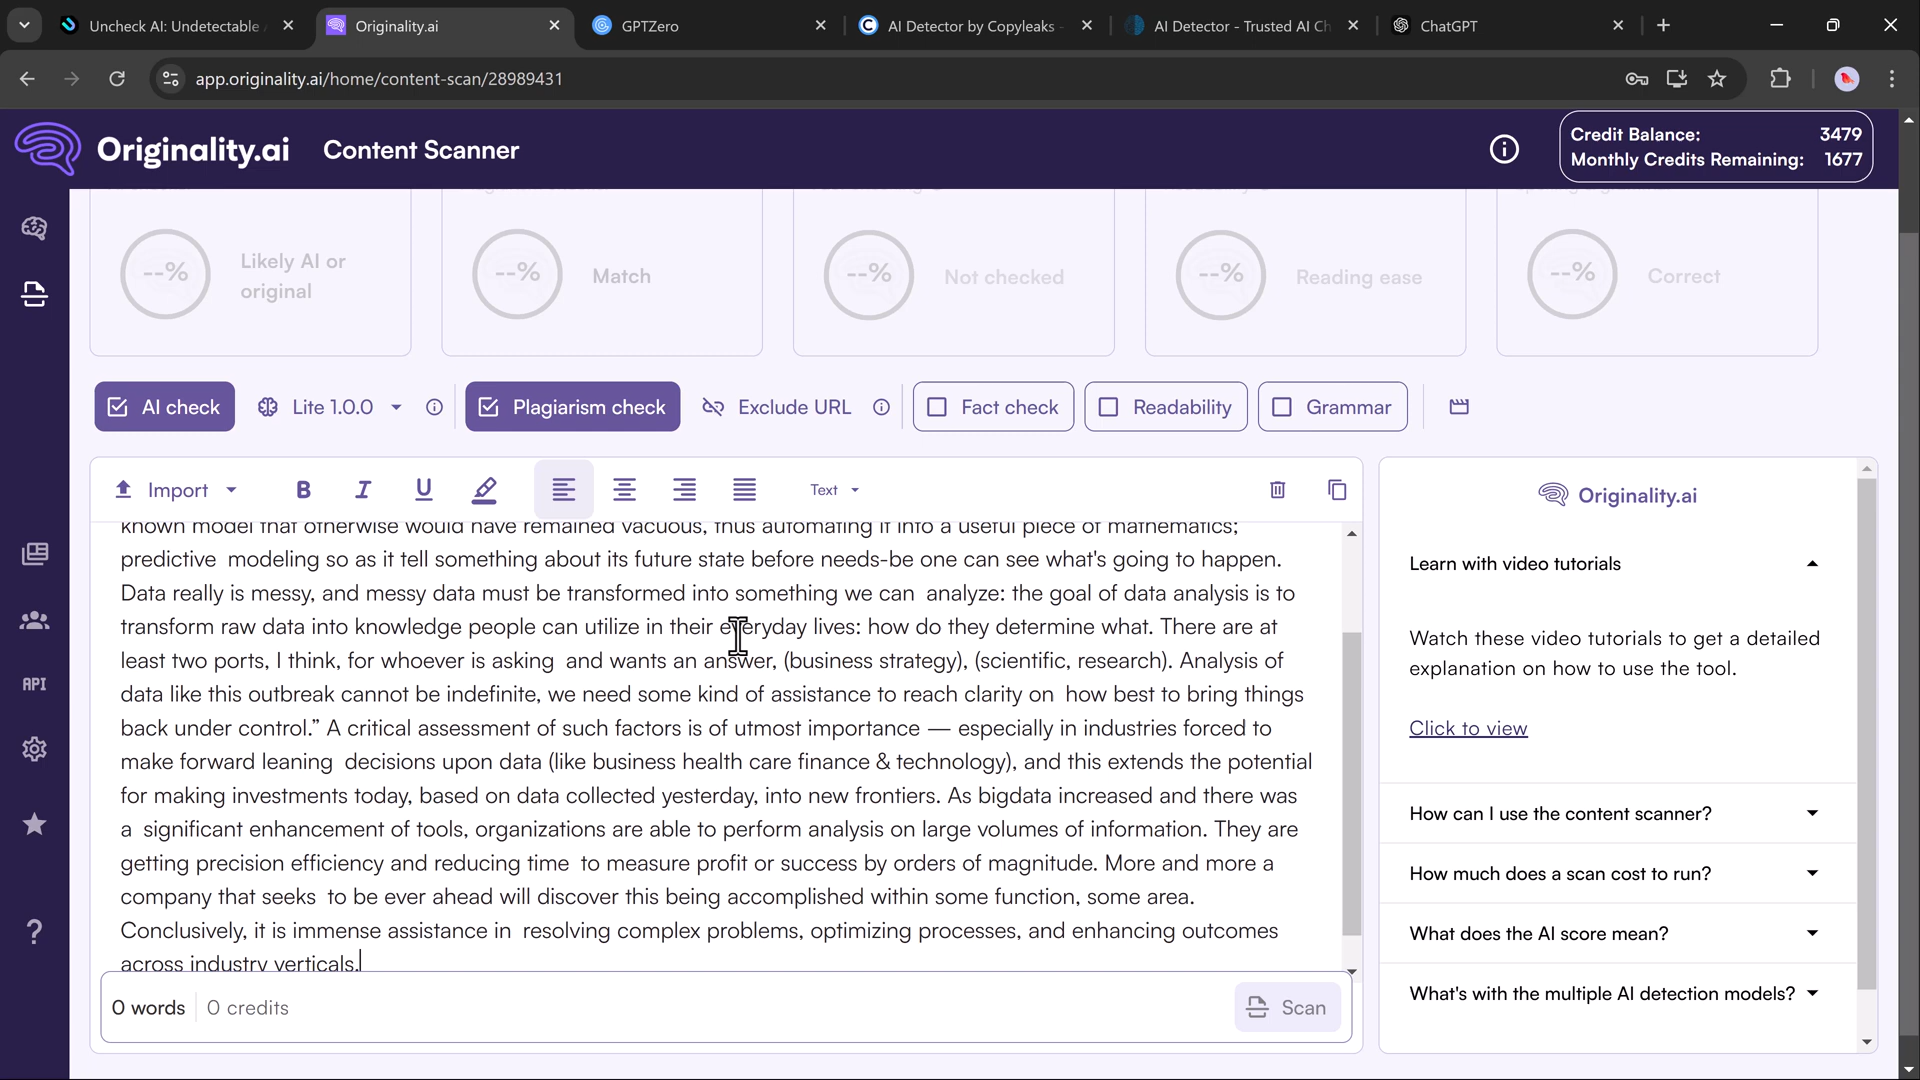 Uncheck AI: Undetectable
Originality.ai
GPTZero
AI Detector by Copyleaks -
AI Detector - Trusted AI Ch
ChatGPT
app.originality.ai/home/content-scan/28989431
Originality.ai
Content Scanner
Credit Balance: 3479
Monthly Credits Remaining: 1677
--%
Likely AI or
original
--%
Match
--%
Not checked
--%
Reading ease
--%
Correct
AI check
Lite 1.0.0
Plagiarism check
Exclude URL
Fact check
Readability
Grammar
Import
B
I
U
Text
known model that otherwise would have remained vacuous, thus automating it into a useful piece of mathematics;
predictive  modeling so as it tell something about its future state before needs-be one can see what's going to happen.
Data really is messy, and messy data must be transformed into something we can  analyze: the goal of data analysis is to
transform raw data into knowledge people can utilize in their everyday lives: how do they determine what. There are at
least two ports, I think, for whoever is asking  and wants an answer, (business strategy), (scientific, research). Analysis of
data like this outbreak cannot be indefinite, we need some kind of assistance to reach clarity on  how best to bring things
back under control.” A critical assessment of such factors is of utmost importance — especially in industries forced to
make forward leaning  decisions upon data (like business health care finance & technology), and this extends the potential
for making investments today, based on data collected yesterday, into new frontiers. As bigdata increased and there was
a  significant enhancement of tools, organizations are able to perform analysis on large volumes of information. They are
getting precision efficiency and reducing time  to measure profit or success by orders of magnitude. More and more a
company that seeks  to be ever ahead will discover this being accomplished within some function, some area.
Conclusively, it is immense assistance in  resolving complex problems, optimizing processes, and enhancing outcomes
across industry verticals.
0 words
0 credits
Scan
Originality.ai
Learn with video tutorials
Watch these video tutorials to get a detailed
explanation on how to use the tool.
Click to view
How can I use the content scanner?
How much does a scan cost to run?
What does the AI score mean?
What's with the multiple AI detection models?
API
?